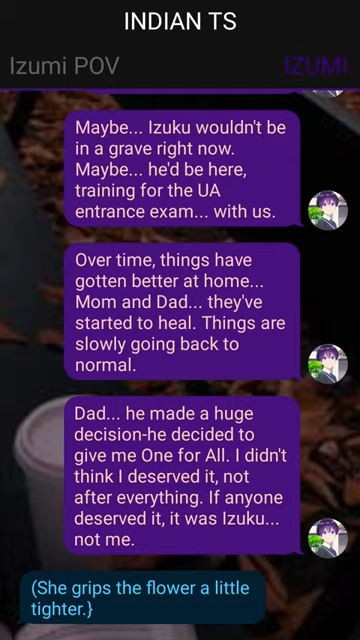 INDIAN TS
Izumi POV
IZUMI
Maybe... Izuku wouldn't be
in a grave right now.
Maybe... he'd be here,
training for the UA
entrance exam... with us.
Over time, things have
gotten better at home...
Mom and Dad... they've
started to heal. Things are
slowly going back to
normal.
Dad... he made a huge
decision-he decided to
give me One for All. I didn't
think I deserved it, not
after everything. If anyone
deserved it, it was Izuku...
not me.
(She grips the flower a little
tighter.}